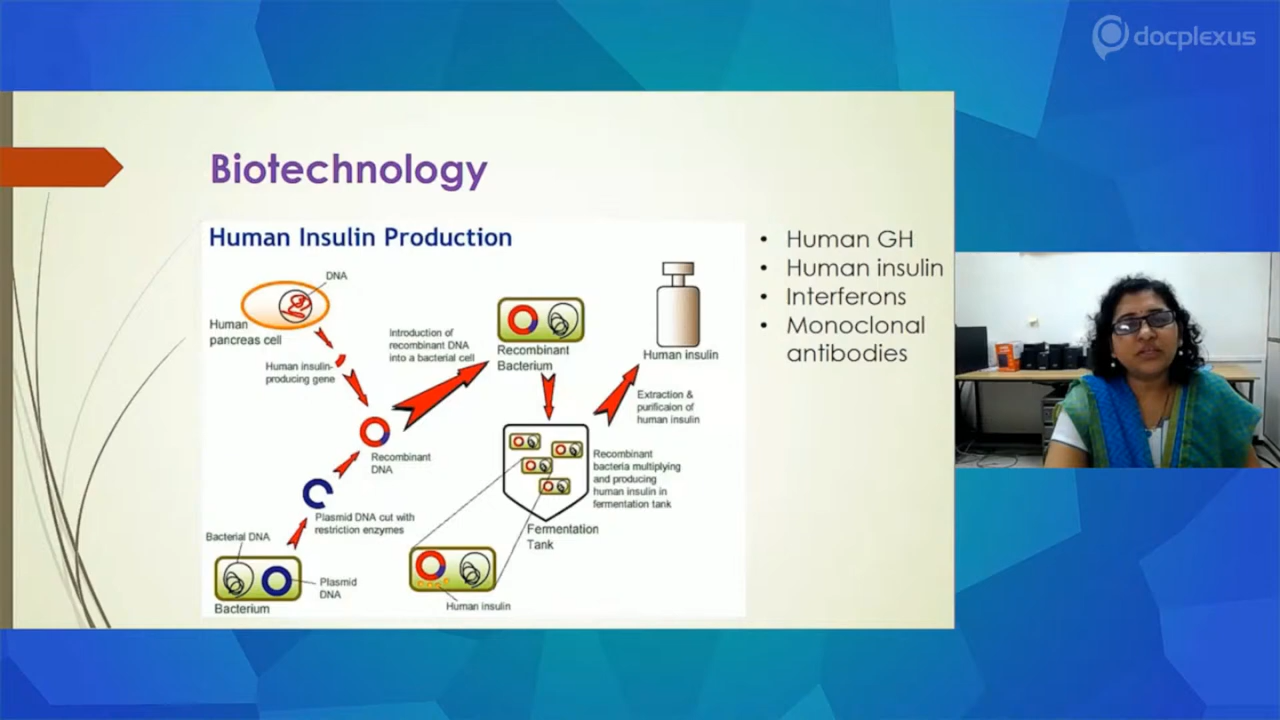 docplexus
Biotechnology
Human Insulin Production
DNA
Human
pancreas cell
Human insulin-
producing gene
Introduction of
recombinant DNA
into a bacterial cell
Recombinant
Bacterium
Human insulin
Extraction &
purificaion of
human insulin
Recombinant
DNA
Plasmid DNA cut with
restriction enzymes
Bacterial DNA
Plasmid
DNA
Bacterium
Recombinant
bacteria multiplying
and producing
human insulin in
fermentation tank
Fermentation
Tank
Human insulin
• Human GH
• Human insulin
• Interferons
• Monoclonal
antibodies